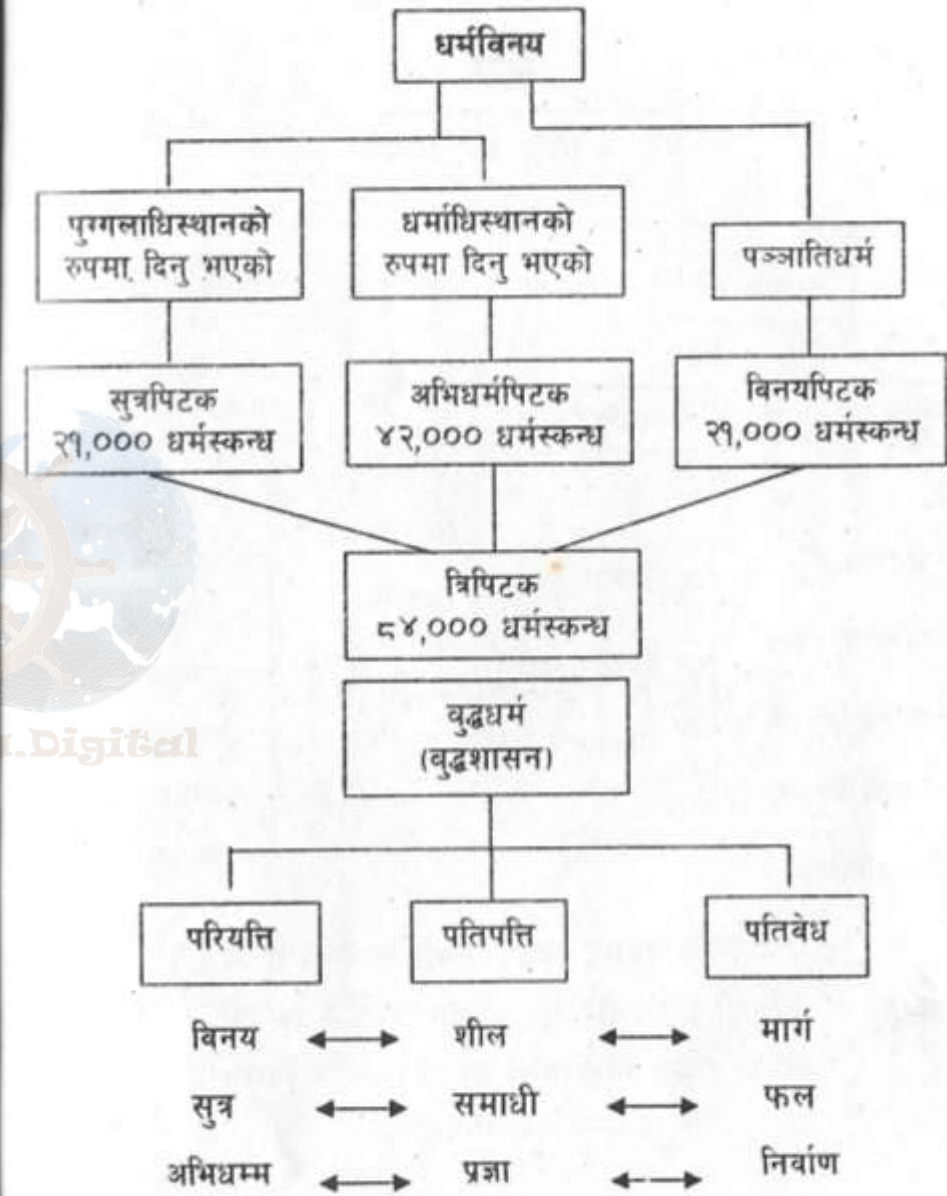 धर्मविनय
पुग्गलाधिस्थानको
रुपमा दिनु भएको
धर्माधिस्थानको
रुपमा दिनु भएको
पञ्ञातिधर्म
सुत्रपिटक
२१,००० धर्मस्कन्ध
अभिधर्मपिटक
४२,००० धर्मस्कन्ध
विनयपिटक
२१,००० धर्मस्कन्ध
त्रिपिटक
८४,००० धर्मस्कन्ध
बुद्धधर्म
(बुद्धशासन)
परियत्ति
पतिपत्ति
पतिबेध
विनय शील मार्ग
सुत्र समाधी फल
अभिधम्म प्रज्ञा निर्वाण
.Digital